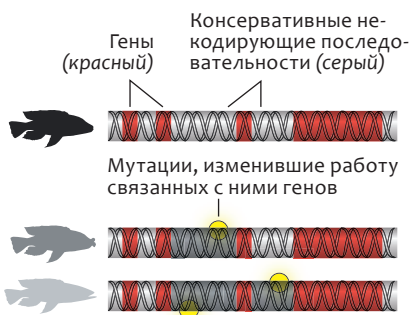 Гены
(красный)
Консервативные не-
кодирующие последо-
вательности (серый)
Мутации, изменившие работу
связанных с ними генов